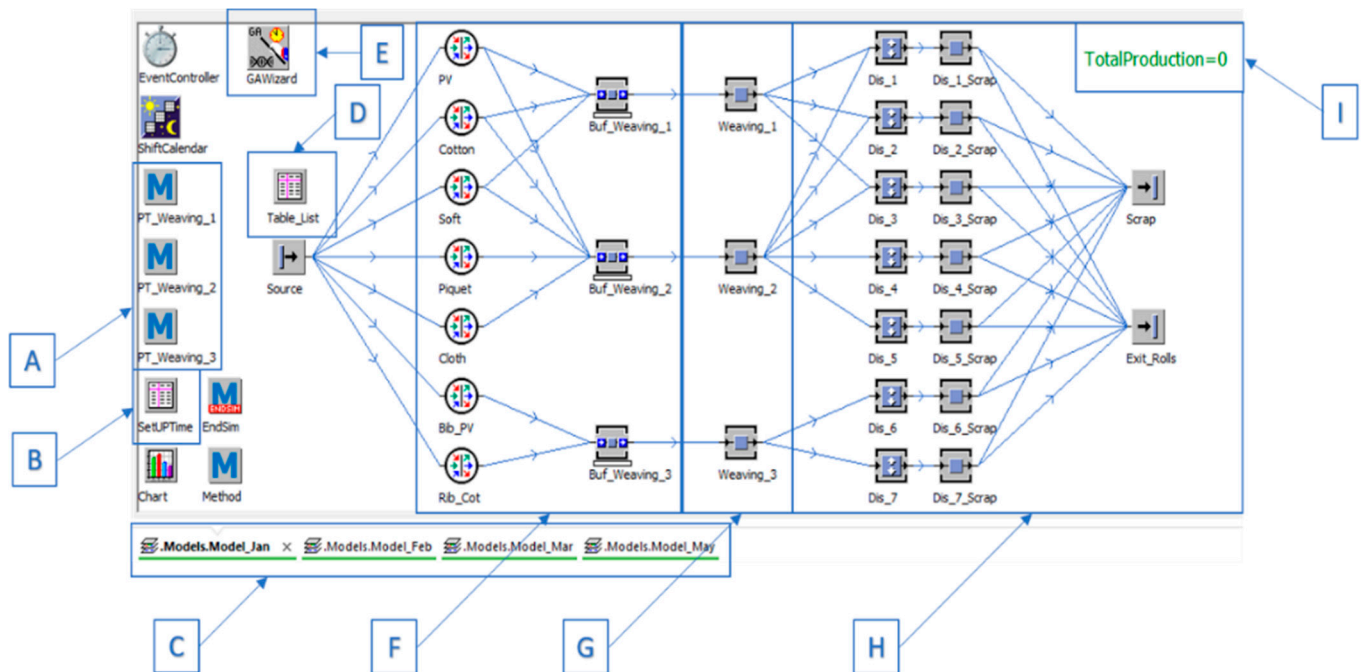 GA
EventController
GAWizard
E
PV
Dis_1
Dis_1_Scrap
TotalProduction=0
D
Buf_Weaving_1
Weaving_1
I
ShiftCalendar
Cotton
Dis_2
Dis_2_Scrap
M
PT_Weaving_1
Table_List
Soft
Dis_3
Dis_3_Scrap
Scrap
M
PT_Weaving_2
Source
Piquet
Buf_Weaving_2
Weaving_2
Dis_4
Dis_4_Scrap
M
PT_Weaving_3
A
Cloth
Dis_5
Dis_5_Scrap
Exit_Rolls
M
ENDSIM
SetUPTime
EndSim
B
Bib_PV
Dis_6
Dis_6_Scrap
M
Buf_Weaving_3
Weaving_3
Chart
Method
Rib_Cot
Dis_7
Dis_7_Scrap
.Models.Model_Jan × .Models.Model_Feb .Models.Model_Mar .Models.Model_May
C
F
G
H